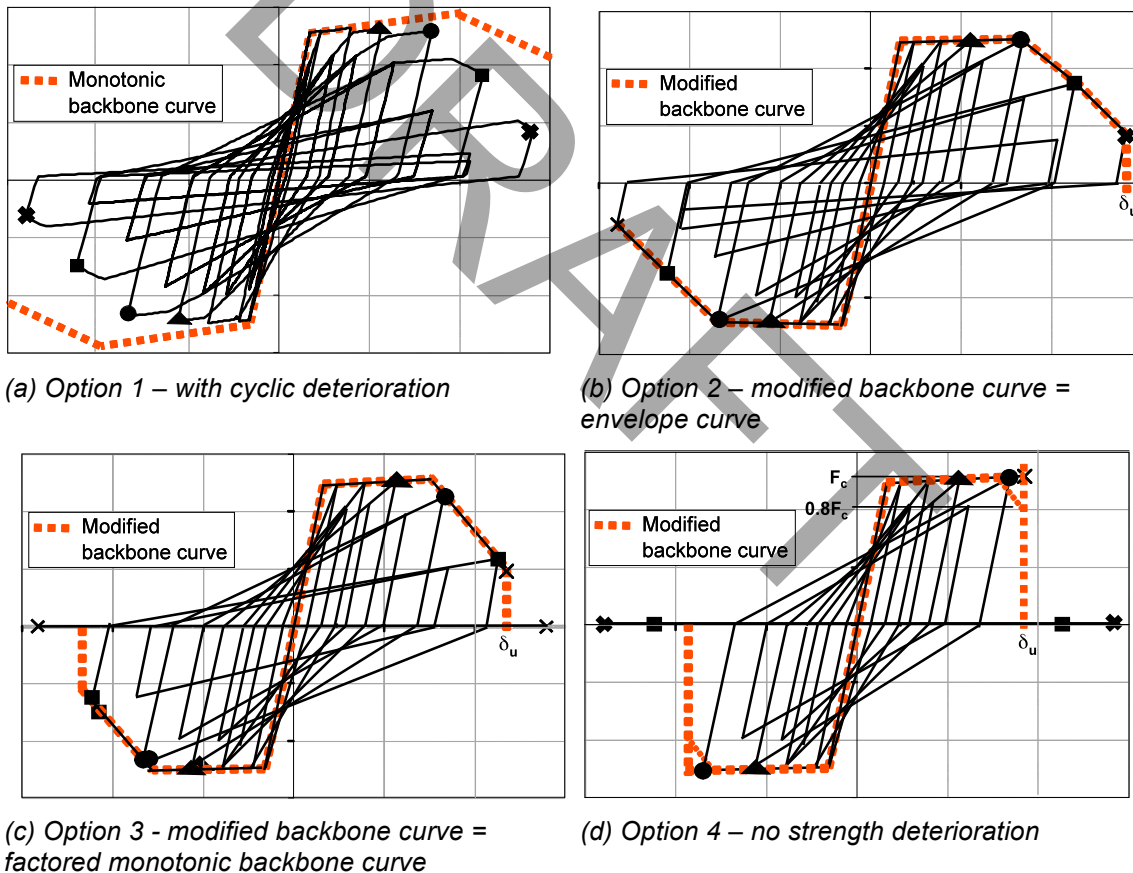 DRAFT
Monotonic
backbone curve
(a) Option 1 – with cyclic deterioration
Modified
backbone curve
δu
(b) Option 2 – modified backbone curve =
envelope curve
Modified
backbone curve
δu
(c) Option 3 - modified backbone curve =
factored monotonic backbone curve
Fc
0.8Fc
Modified
backbone curve
δu
(d) Option 4 – no strength deterioration